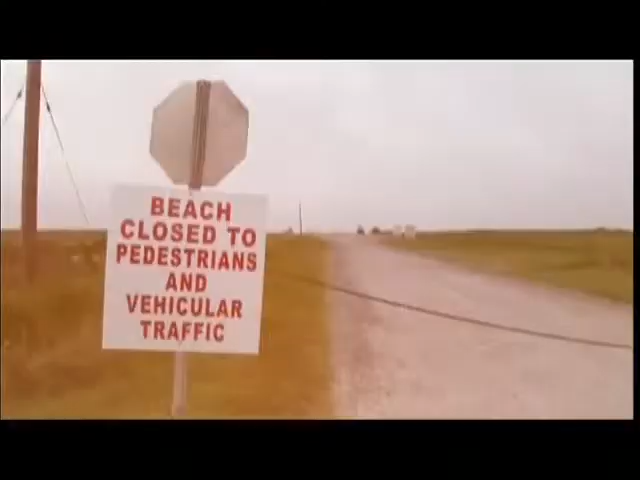 BEACH
CLOSED TO
PEDESTRIANS
AND
VEHICULAR
TRAFFIC